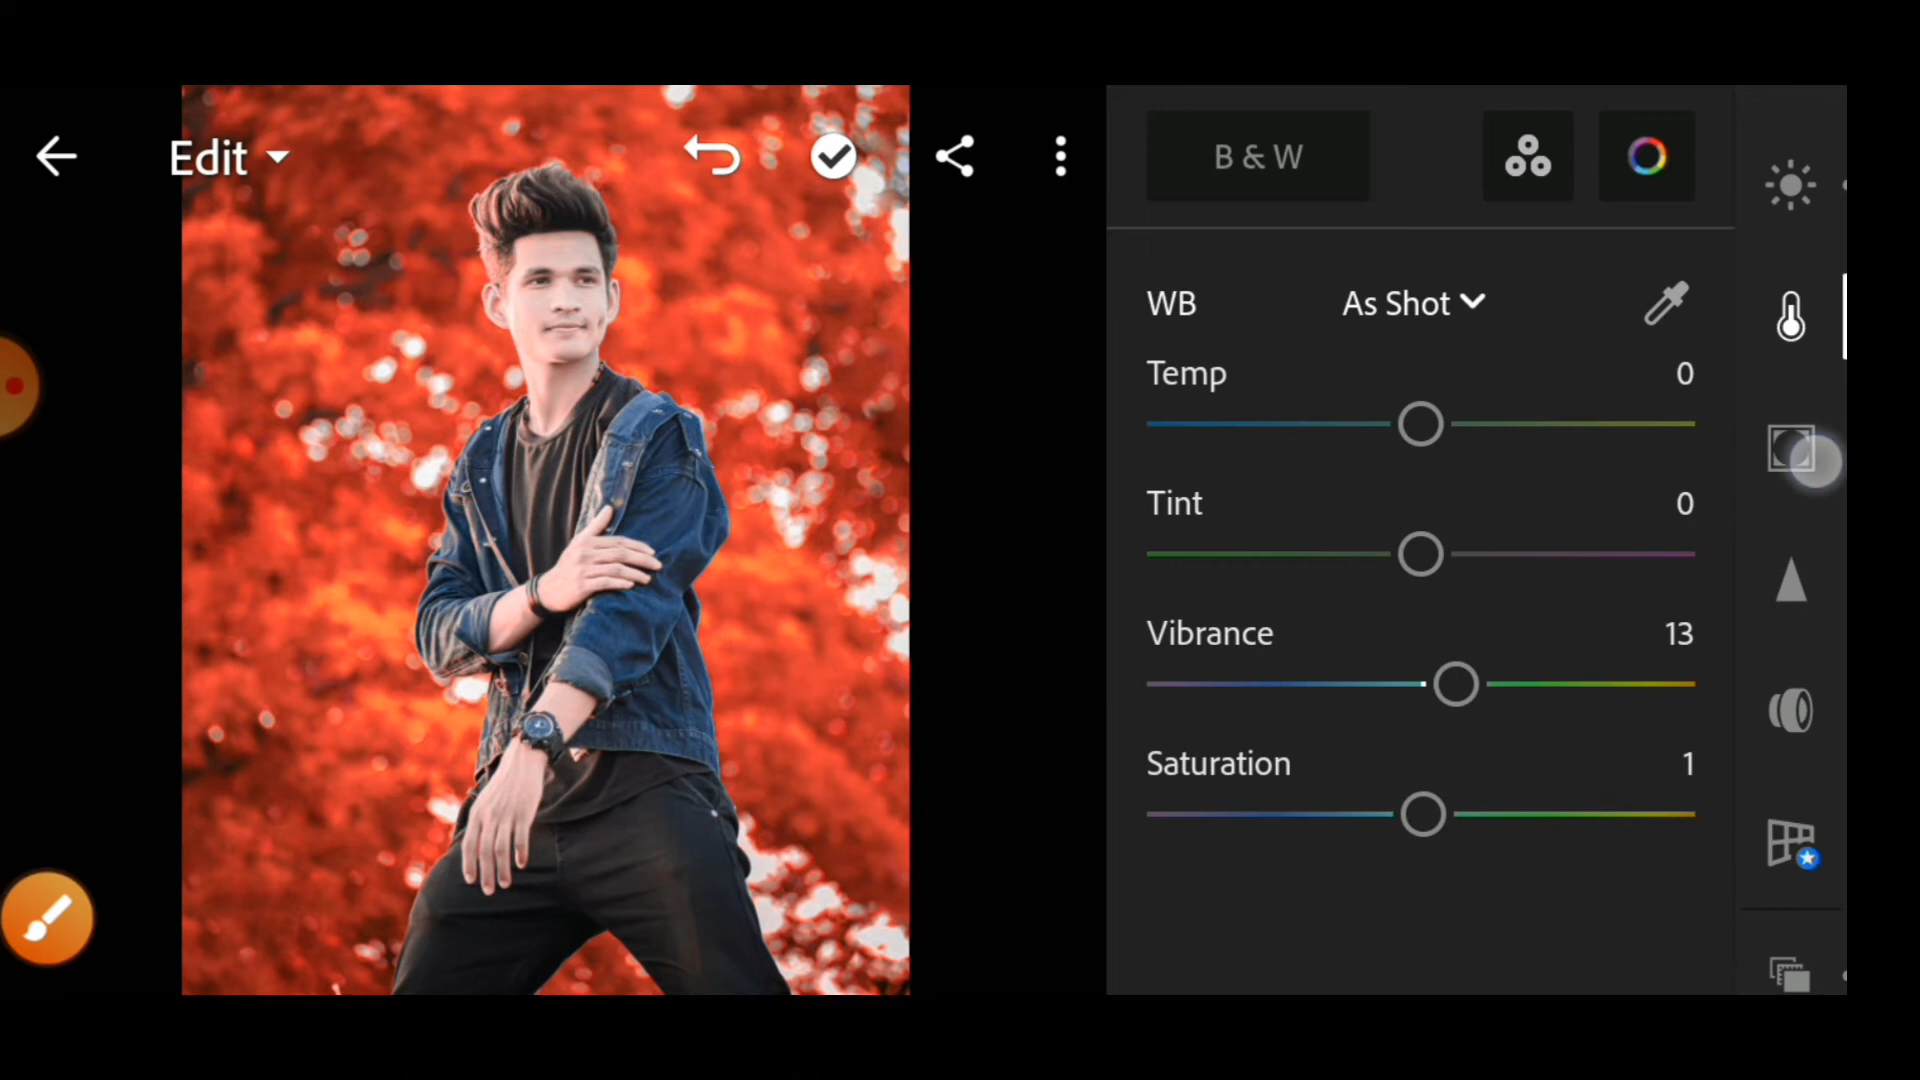 Edit
B & W
WB As Shot
Temp 0
Tint 0
Vibrance 13
Saturation 1